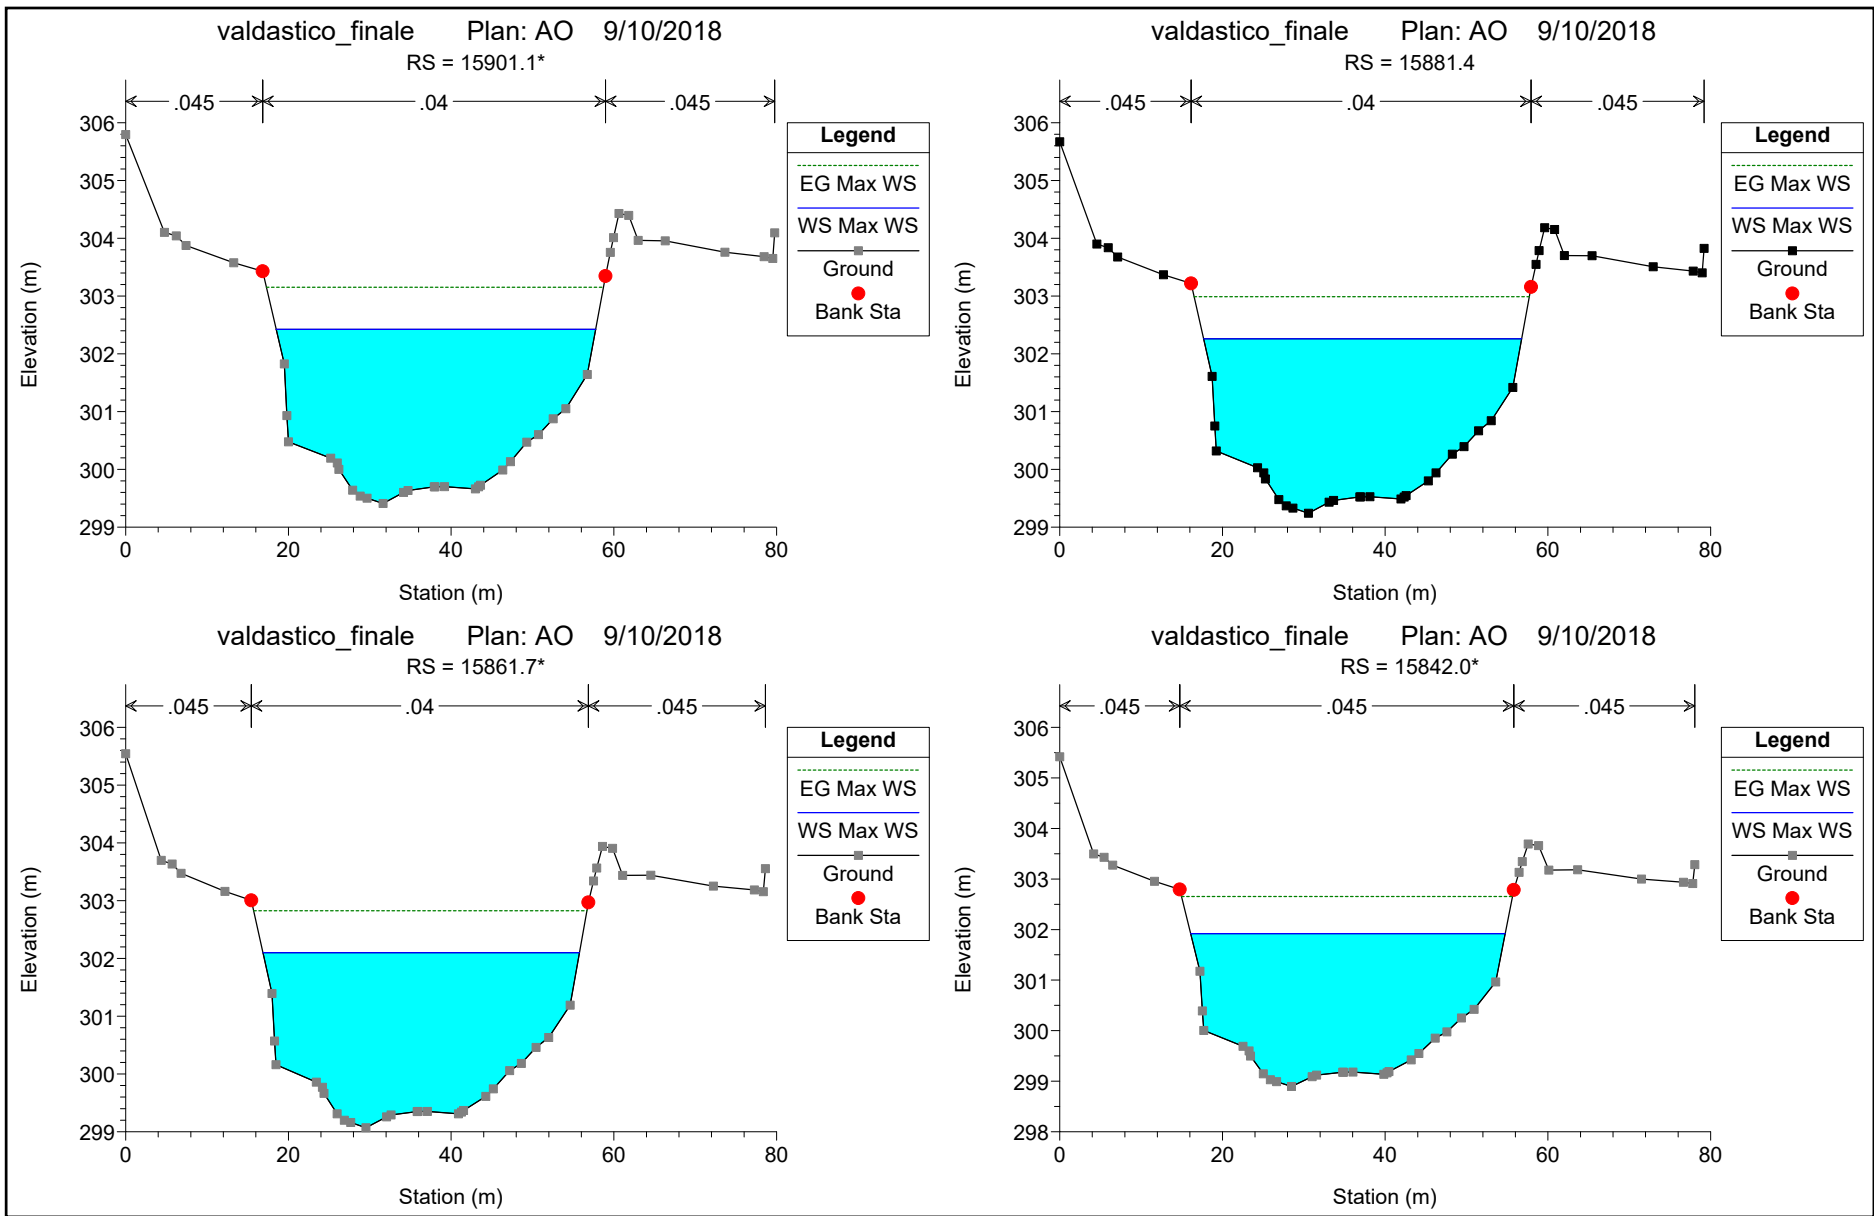 valdastico_finale Plan: AO 9/10/2018
RS = 15901.1*
.045 .04 .045
306
305
304
303
302
301
300
299
0 20 40 60 80
Station (m)
Elevation (m)
Legend
EG Max WS
WS Max WS
Ground
Bank Sta
valdastico_finale Plan: AO 9/10/2018
RS = 15881.4
.045 .04 .045
306
305
304
303
302
301
300
299
0 20 40 60 80
Station (m)
Elevation (m)
Legend
EG Max WS
WS Max WS
Ground
Bank Sta
valdastico_finale Plan: AO 9/10/2018
RS = 15861.7*
.045 .04 .045
306
305
304
303
302
301
300
299
0 20 40 60 80
Station (m)
Elevation (m)
Legend
EG Max WS
WS Max WS
Ground
Bank Sta
valdastico_finale Plan: AO 9/10/2018
RS = 15842.0*
.045 .045 .045
306
305
304
303
302
301
300
299
298
0 20 40 60 80
Station (m)
Elevation (m)
Legend
EG Max WS
WS Max WS
Ground
Bank Sta